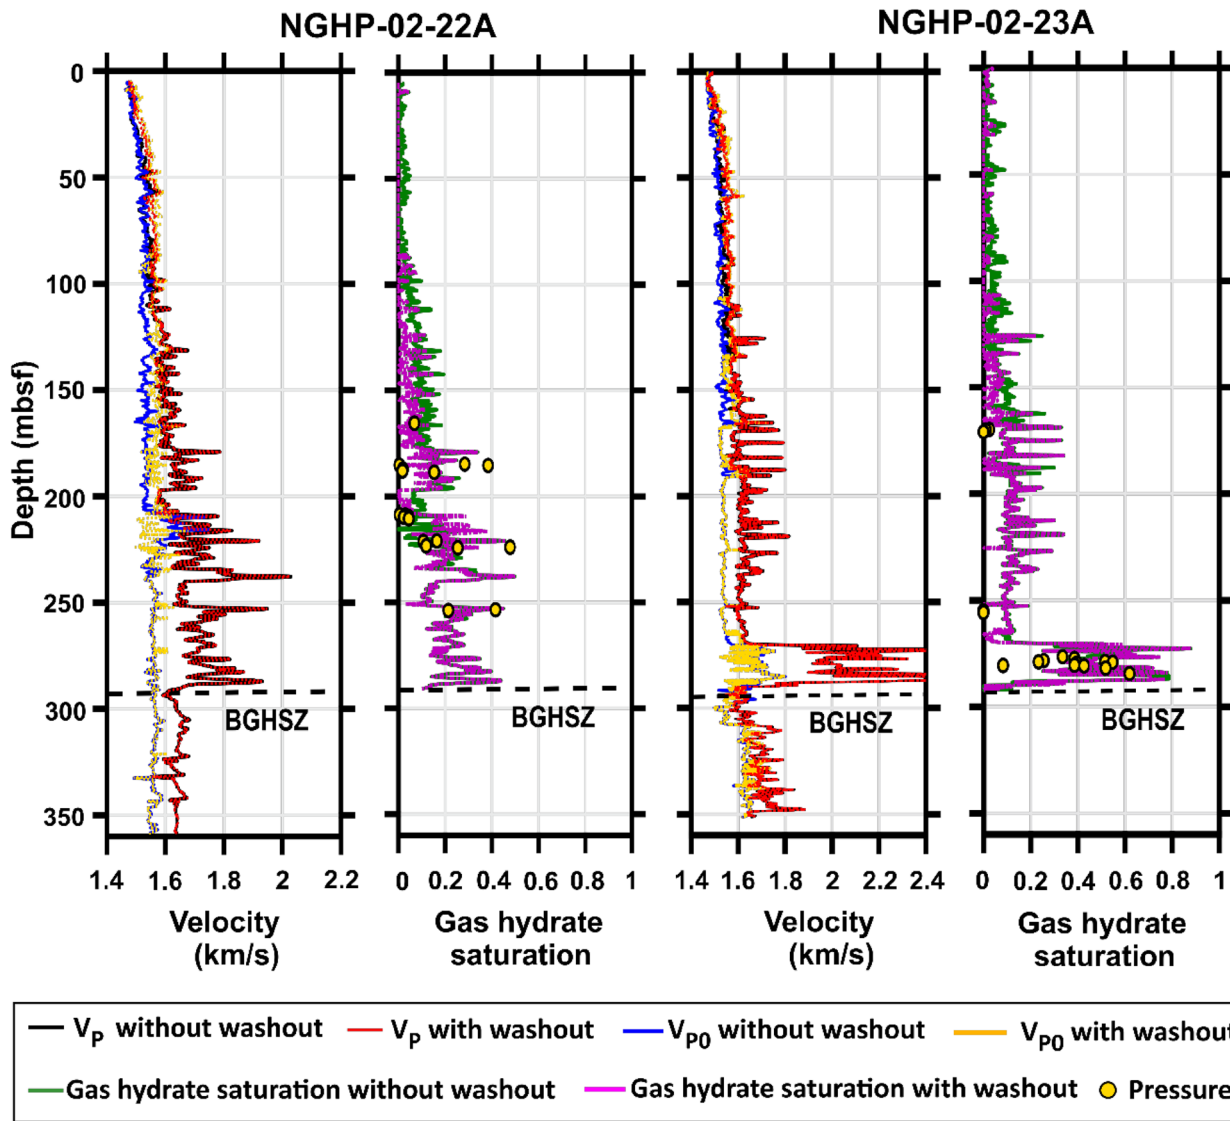 NGHP-02-22A
NGHP-02-23A
Depth (mbsf)
0
50
100
150
200
250
300
350
BGHSZ
BGHSZ
BGHSZ
BGHSZ
1.4 1.6 1.8 2 2.2
0 0.2 0.4 0.6 0.8 1
1.4 1.6 1.8 2 2.2 2.4
0 0.2 0.4 0.6 0.8 1
Velocity
(km/s)
Gas hydrate
saturation
Velocity
(km/s)
Gas hydrate
saturation
VP without washout VP with washout VP0 without washout VP0 with washout
Gas hydrate saturation without washout Gas hydrate saturation with washout Pressure